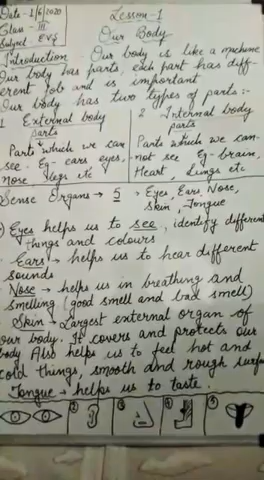 Date - 1/6/2020
Lesson - 1
Class - III
Our Body
Subject - EVS
Introduction - Our body is like a machine
Our body has parts, each part has diff-
erent job and is important
Our body has two types of parts :-
1 External body parts
Part which we can
see. Eg - ears eyes,
nose legs etc
2 Internal body parts
Parts which we can-
not see Eg - brain,
Heart, Lungs etc
Sense Organs → 5 → Eyes, Ears, Nose,
Skin, Tongue
Eyes helps us to see, identify different
things and colours
Ears → helps us to hear different
sounds
Nose → helps us in breathing and
smelling (good smell and bad smell)
Skin → Largest external organ of
our body. It covers and protects our
body Also helps us to feel hot and
cold things, smooth and rough surf
Tongue → helps us to taste.
2
3
4
5